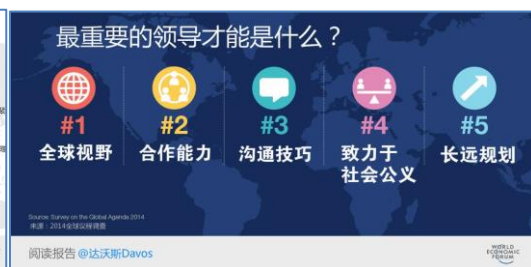 最重要的领导才能是什么？
#1
#2
#3
#4
#5
全球视野
合作能力
沟通技巧
致力于
社会公义
长远规划
Source: Survey on the Global Agenda 2014
来源：2014全球议程调查
阅读报告 @达沃斯Davos
WORLD
ECONOMIC
FORUM